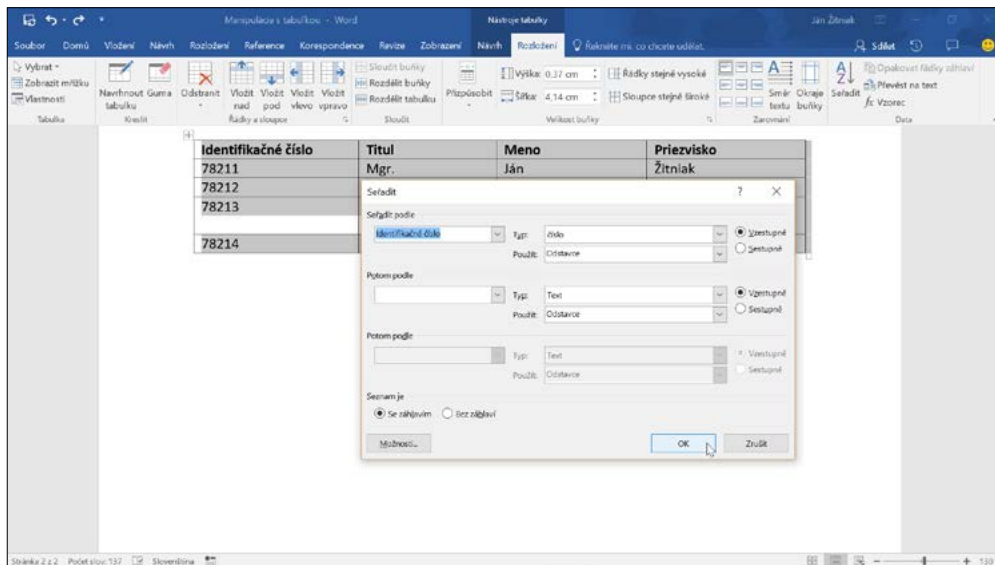 Manipulácia s tabuľkou - Word
Nástroje tabulky
Ján Žitniak
Soubor Domů Vložení Návrh Rozložení Reference Korespondence Revize Zobrazení Návrh Rozložení Řekněte mi, co chcete udělat. Sdílet
Vybrat
Zobrazit mřížku
Vlastnosti
Tabulka
Navrhnout tabulku
Guma
Kreslit
Odstranit
Vložit nad
Vložit pod
Vložit vlevo
Vložit vpravo
Řádky a sloupce
Sloučit buňky
Rozdělit buňky
Rozdělit tabulku
Sloučit
Přizpůsobit
Výška: 0,37 cm
Šířka: 4,14 cm
Řádky stejně vysoké
Sloupce stejně široké
Velikost buňky
Směr textu
Okraje buňky
Zarovnání
Seřadit
Opakovat řádky záhlaví
Převést na text
fx Vzorec
Data
Identifikačné číslo Titul Meno Priezvisko
78211 Mgr. Ján Žitniak
78212
78213
78214
Seřadit ? ×
Seřadit podle
Identifikačné číslo Typ: číslo Vzestupně
Použít: Odstavce Sestupně
Potom podle
Typ: Text Vzestupně
Použít: Odstavce Sestupně
Potom podle
Typ: Text Vzestupně
Použít: Odstavce Sestupně
Seznam je
Se záhlavím Bez záhlaví
Možnosti... OK Zrušit
Stránka 2 z 2 Počet slov: 137 Slovenština 130